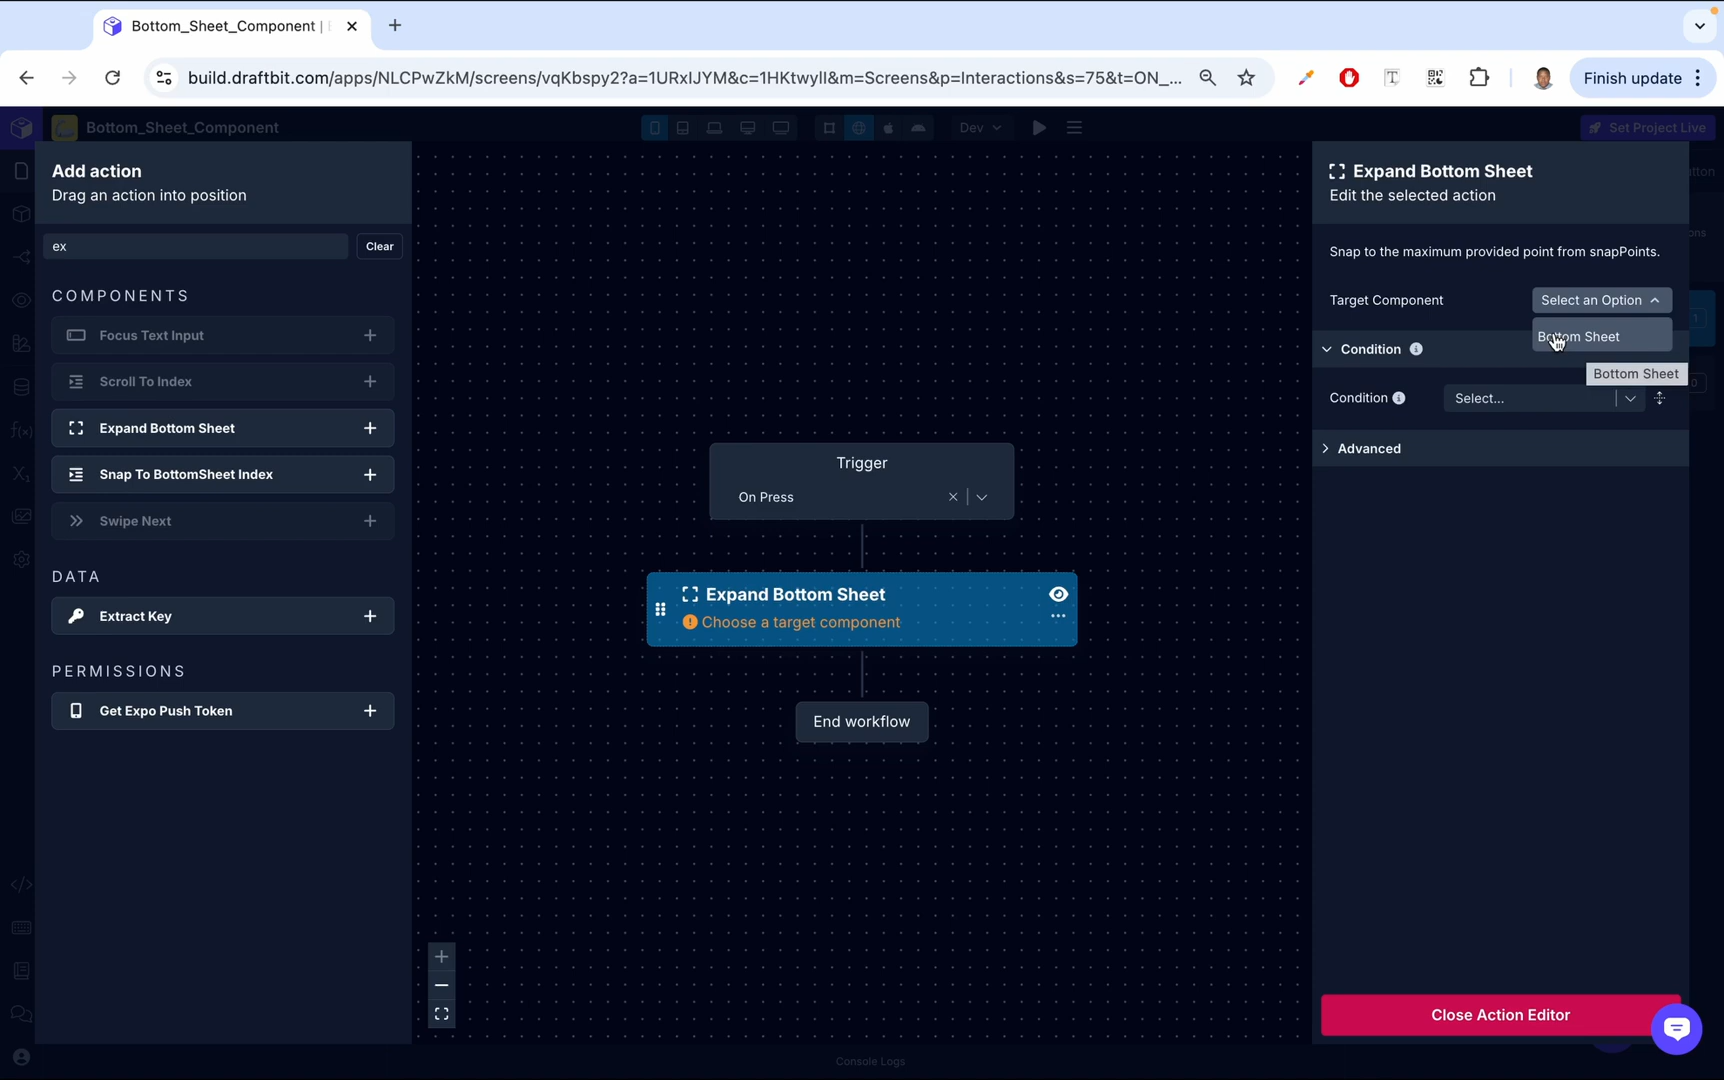 Bottom_Sheet_Component |
build.draftbit.com/apps/NLCPwZkM/screens/vqKbspy2?a=1URxIJYM&c=1HKtwylI&m=Screens&p=Interactions&s=75&t=ON_...
Finish update
Bottom_Sheet_Component
Dev
Set Project Live
Add action
Drag an action into position
ex
Clear
COMPONENTS
Focus Text Input
Scroll To Index
Expand Bottom Sheet
Snap To BottomSheet Index
Swipe Next
DATA
Extract Key
PERMISSIONS
Get Expo Push Token
Trigger
On Press
Expand Bottom Sheet
Choose a target component
End workflow
Console Logs
Expand Bottom Sheet
Edit the selected action
Snap to the maximum provided point from snapPoints.
Target Component
Select an Option
Bottom Sheet
Condition
Bottom Sheet
Condition
Select...
Advanced
Close Action Editor